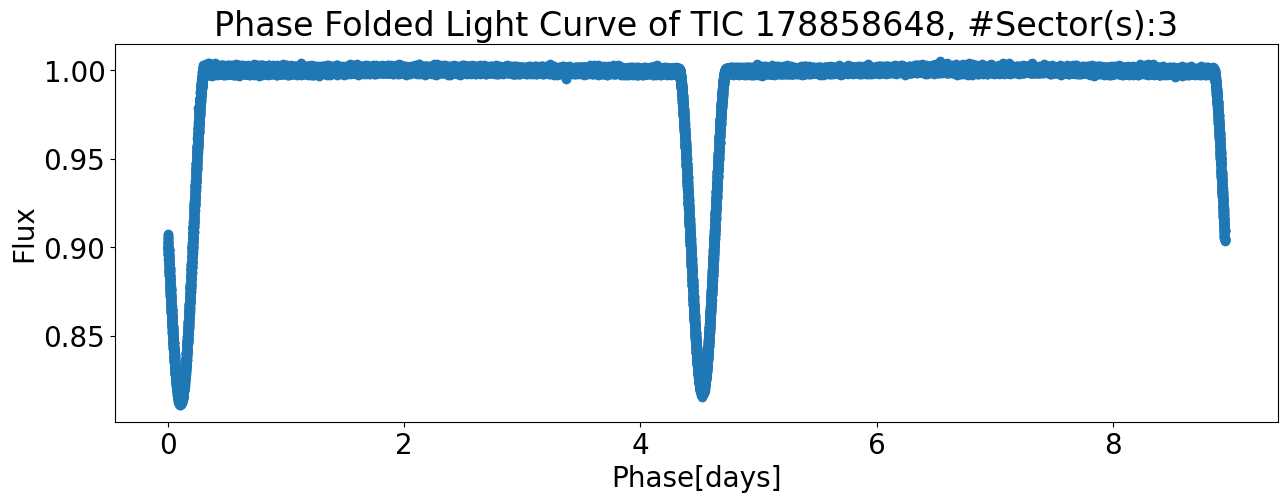 Phase Folded Light Curve of TIC 178858648, #Sector(s):3
1.00
0.95
0.90
0.85
Flux
0 2 4 6 8
Phase[days]